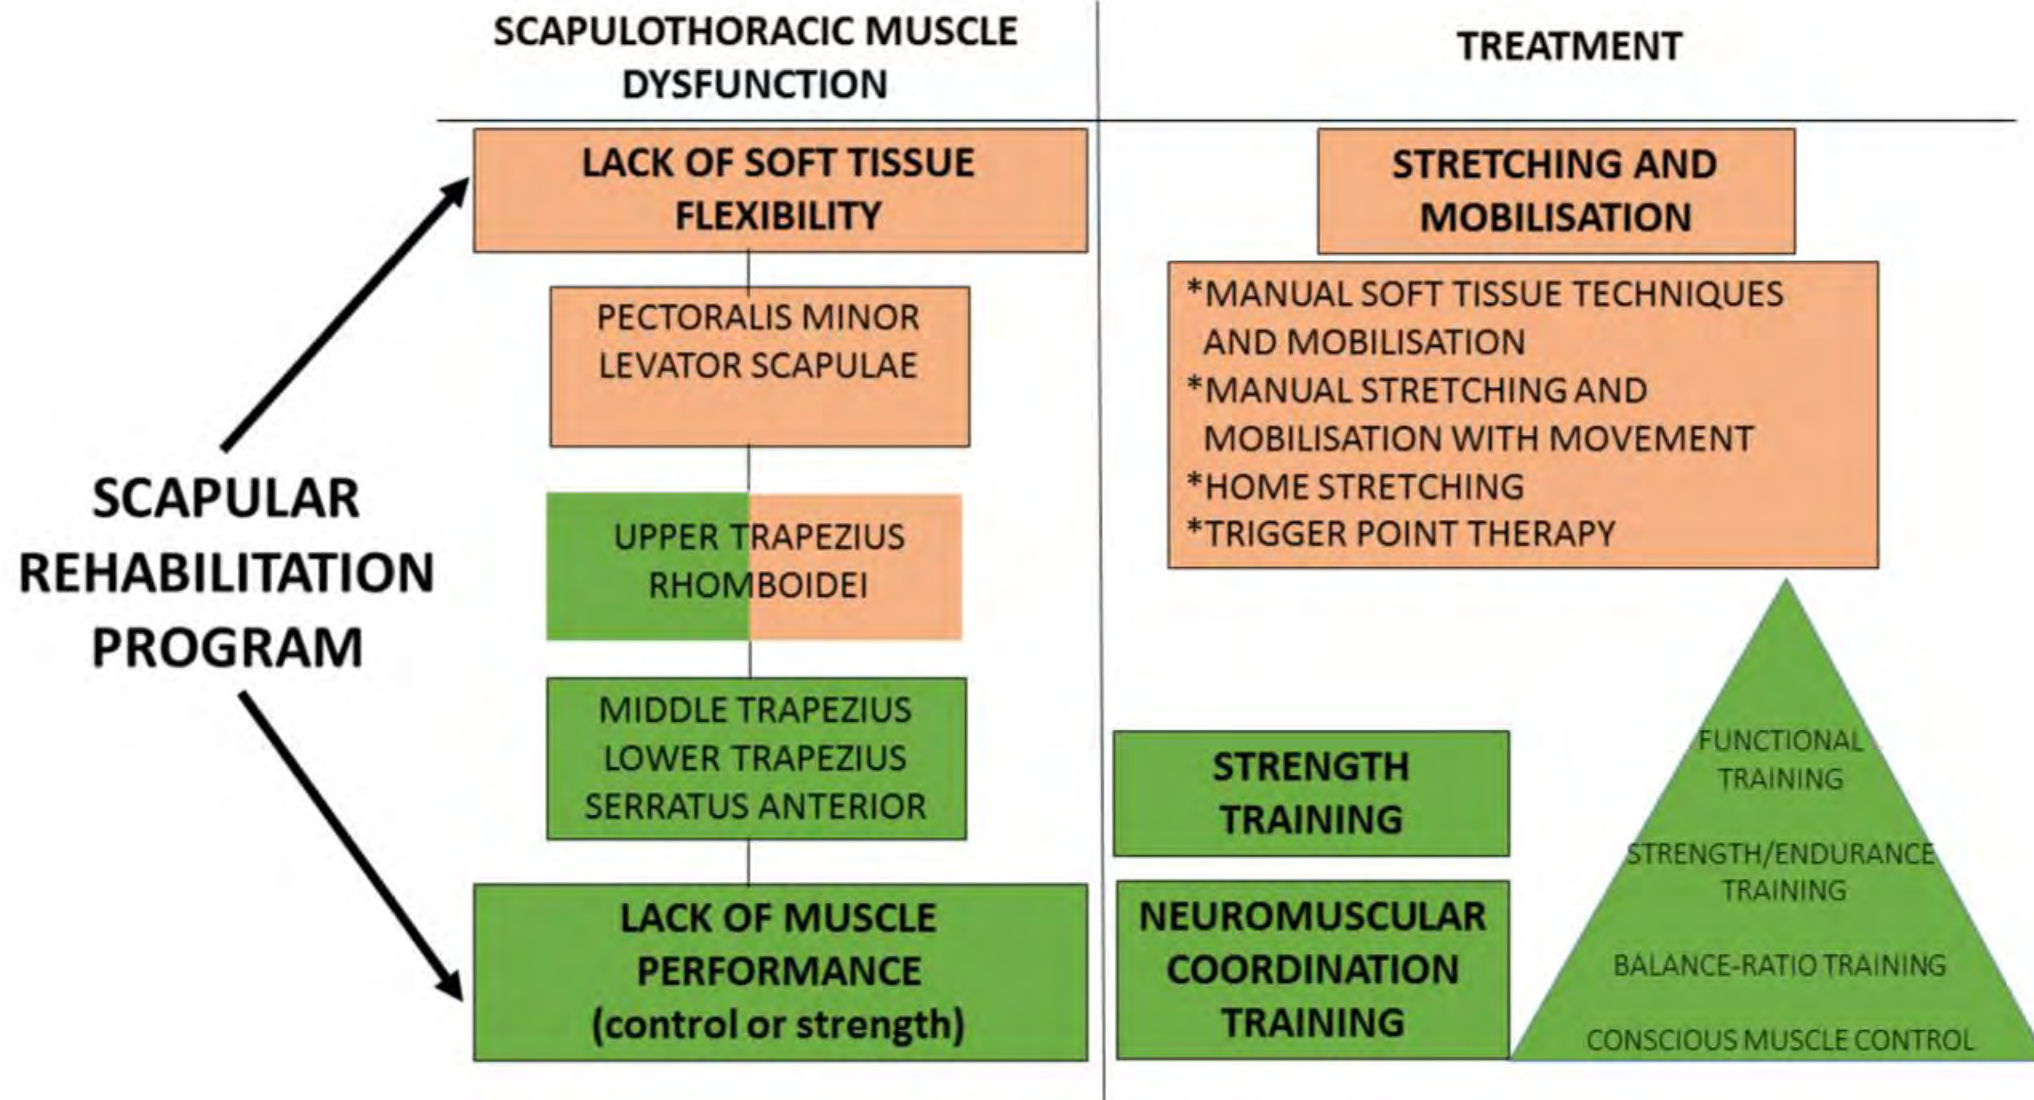 SCAPULOTHORACIC MUSCLE
DYSFUNCTION
TREATMENT
SCAPULAR
REHABILITATION
PROGRAM
LACK OF SOFT TISSUE
FLEXIBILITY
PECTORALIS MINOR
LEVATOR SCAPULAE
UPPER TRAPEZIUS
RHOMBOIDEI
MIDDLE TRAPEZIUS
LOWER TRAPEZIUS
SERRATUS ANTERIOR
LACK OF MUSCLE
PERFORMANCE
(control or strength)
STRETCHING AND
MOBILISATION
*MANUAL SOFT TISSUE TECHNIQUES
AND MOBILISATION
*MANUAL STRETCHING AND
MOBILISATION WITH MOVEMENT
*HOME STRETCHING
*TRIGGER POINT THERAPY
STRENGTH
TRAINING
NEUROMUSCULAR
COORDINATION
TRAINING
FUNCTIONAL
TRAINING
STRENGTH/ENDURANCE
TRAINING
BALANCE-RATIO TRAINING
CONSCIOUS MUSCLE CONTROL